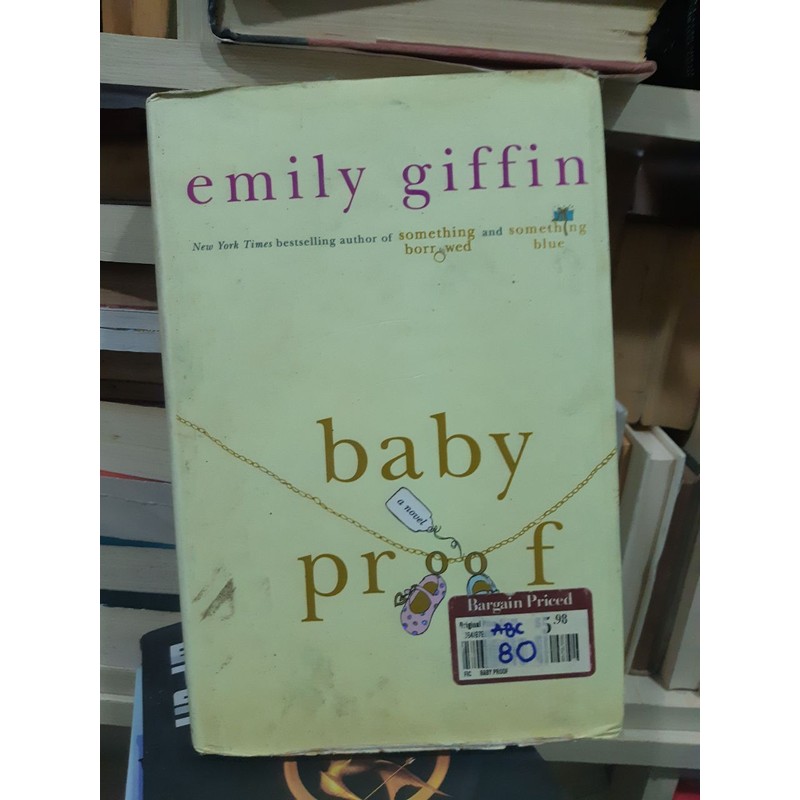 emily giffin
New York Times bestselling author of something borrowed and something blue
baby
a novel
proof
Bargain Priced
ABC 5.98
80
FIC BABY PROOF